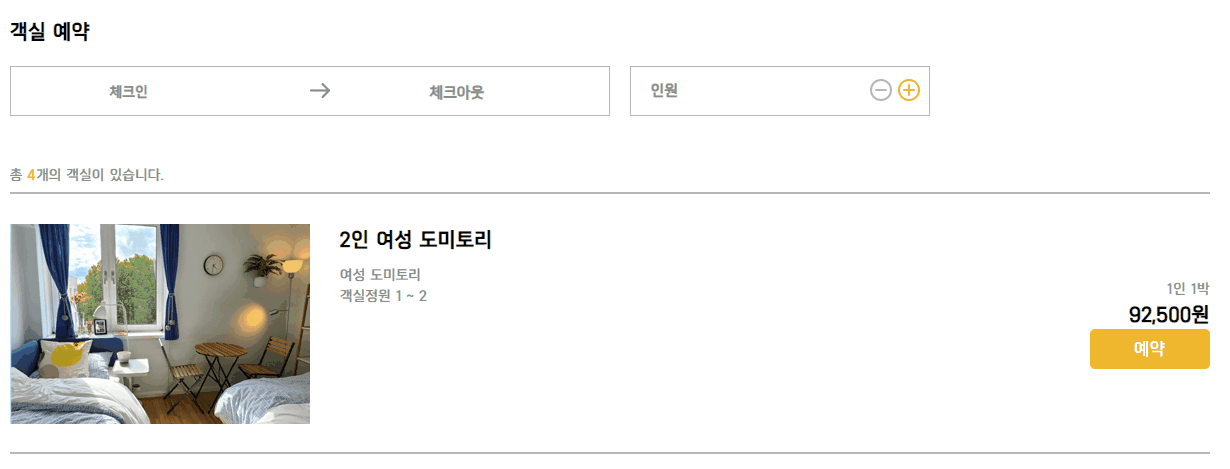 객실 예약
체크인 → 체크아웃
인원
총 4개의 객실이 있습니다.
2인 여성 도미토리
여성 도미토리
객실정원 1 ~ 2
1인 1박
92,500원
예약